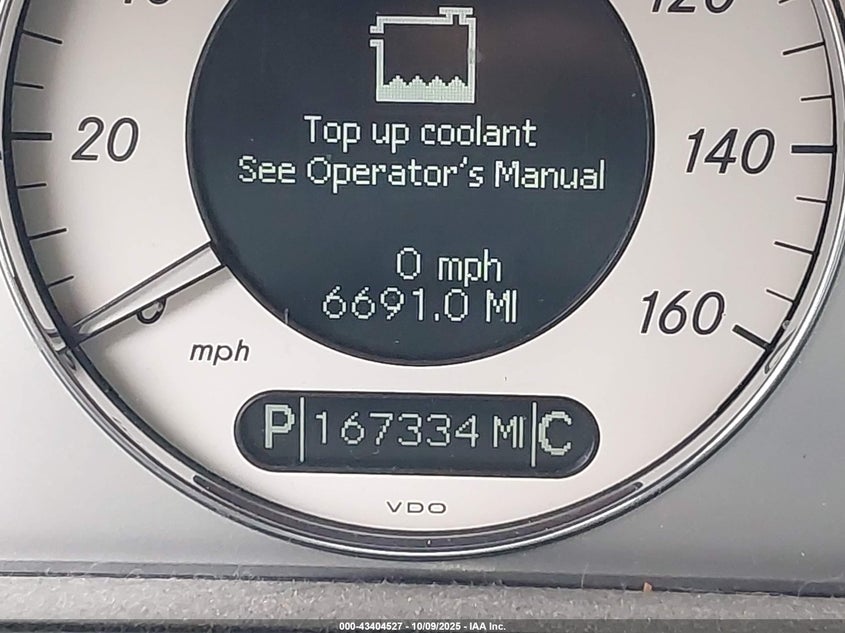 120
20
140
Top up coolant
See Operator's Manual
0 mph
6691.0 MI
160
mph
P 167334 MI C
VDO
000-43404527 - 10/09/2025 - IAA Inc.